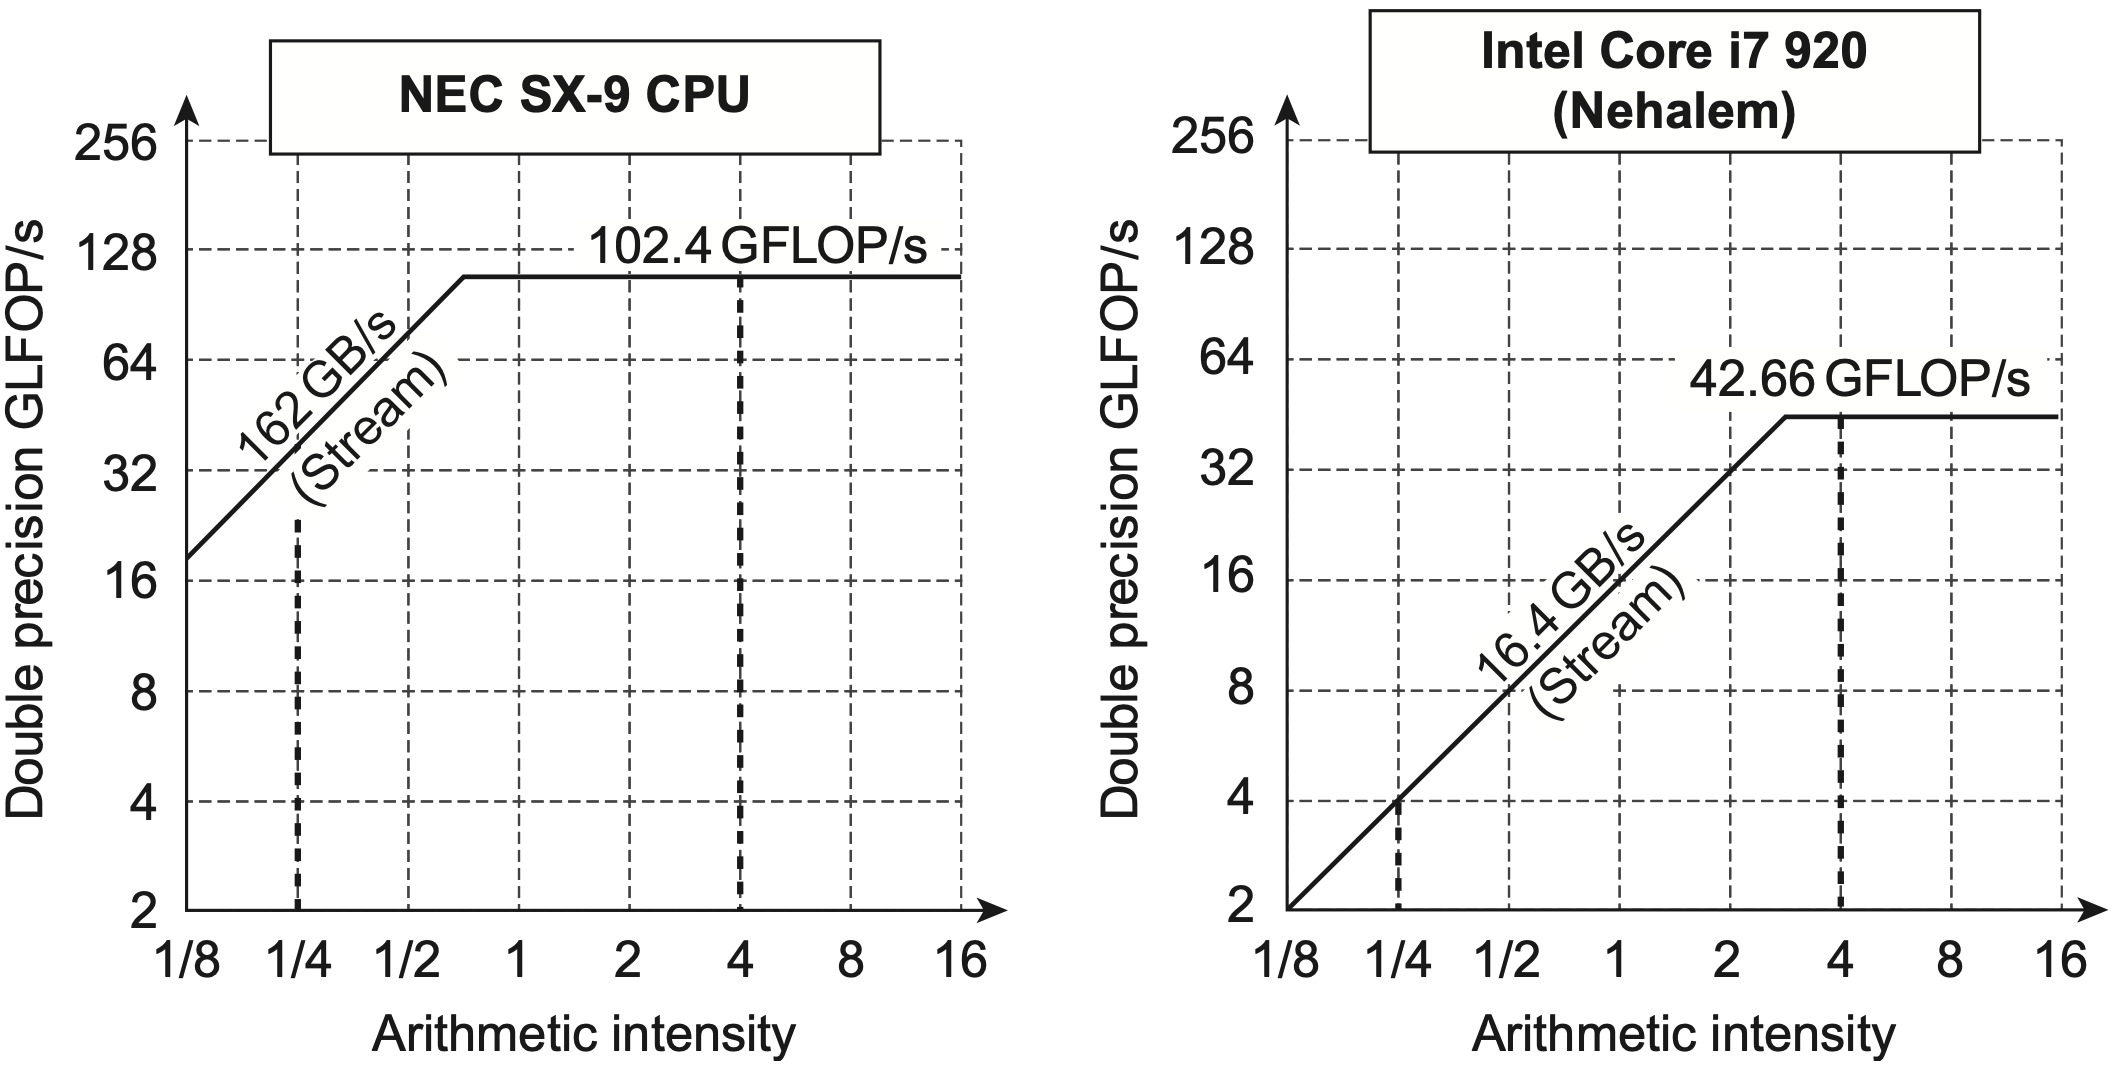 NEC SX-9 CPU
Double precision GLFOP/s
256
128
64
32
16
8
4
2
102.4 GFLOP/s
162 GB/s
(Stream)
1/8 1/4 1/2 1 2 4 8 16
Arithmetic intensity
Intel Core i7 920
(Nehalem)
Double precision GLFOP/s
256
128
64
32
16
8
4
2
42.66 GFLOP/s
16.4 GB/s
(Stream)
1/8 1/4 1/2 1 2 4 8 16
Arithmetic intensity